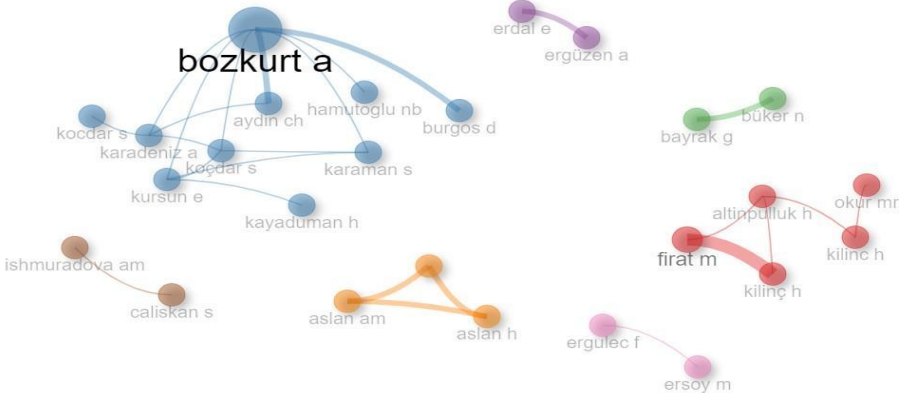 erdal e
ergüzen a
bozkurt a
hamutoglu nb
aydin ch
burgos d
kocdar s
karadeniz a
koçdar s
karaman s
kursun e
kayaduman h
büker n
bayrak g
altinpulluk h
okur mr
firat m
kilinc h
kilinç h
ishmuradova am
caliskan s
aslan am
aslan h
ergulec f
ersoy m